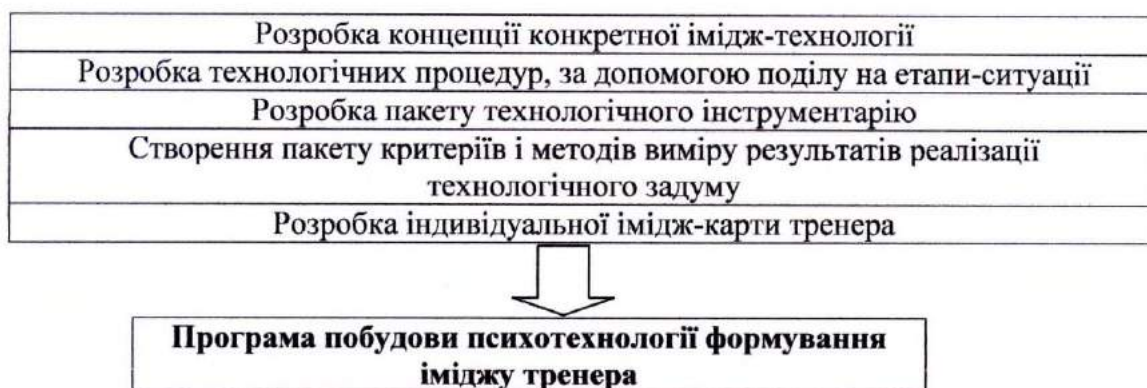 Розробка концепції конкретної імідж-технології
Розробка технологічних процедур, за допомогою поділу на етапи-ситуації
Розробка пакету технологічного інструментарію
Створення пакету критеріїв і методів виміру результатів реалізації
технологічного задуму
Розробка індивідуальної імідж-карти тренера
Програма побудови психотехнології формування
іміджу тренера